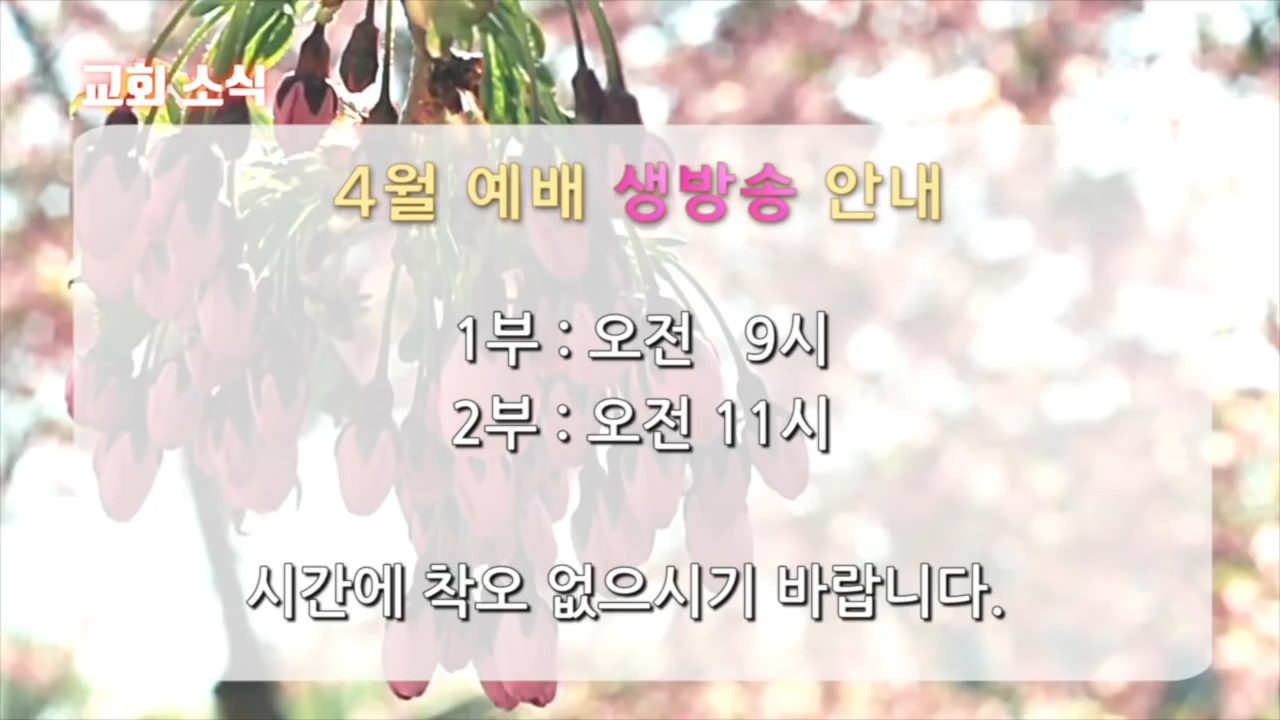 교회 소식
4월 예배 생방송 안내
1부 : 오전 9시
2부 : 오전 11시
시간에 착오 없으시기 바랍니다.